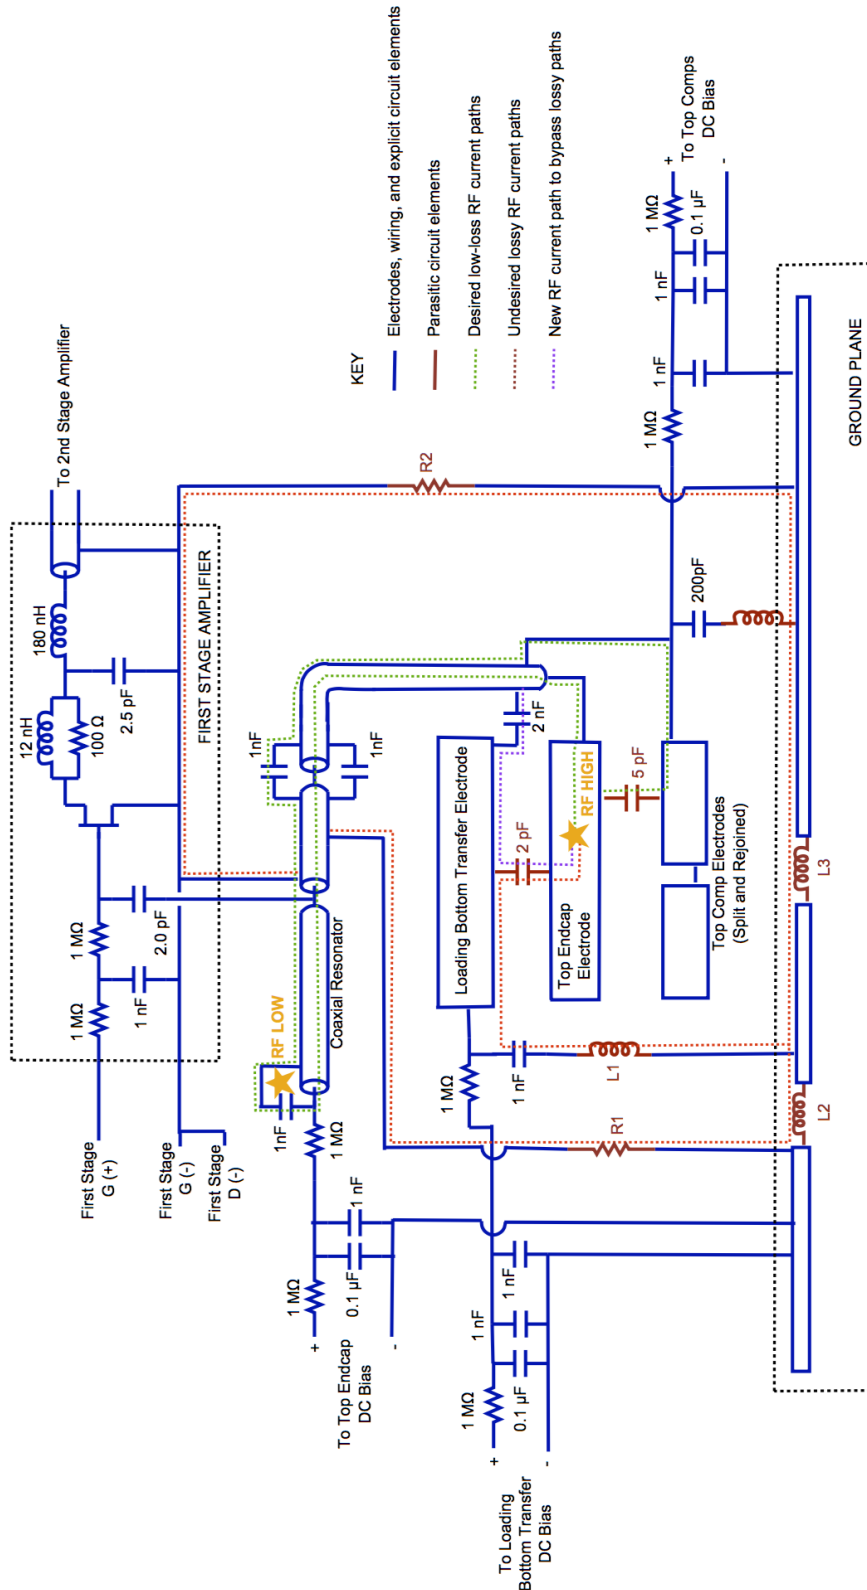 To 2nd Stage Amplifier
180 nH
12 nH
100 Ω
2.5 pF
FIRST STAGE AMPLIFIER
1 MΩ
2.0 pF
1 MΩ
1 nF
First Stage
G (+)
First Stage
G (-)
First Stage
D (-)
1nF
1nF
RF LOW
1nF
Coaxial Resonator
1 MΩ
1 nF
0.1 µF
1 MΩ
+
-
To Top Endcap
DC Bias
KEY
Electrodes, wiring, and explicit circuit elements
Parasitic circuit elements
Desired low-loss RF current paths
Undesired lossy RF current paths
New RF current path to bypass lossy paths
R2
2 nF
Loading Bottom Transfer Electrode
2 pF
RF HIGH
Top Endcap
Electrode
5 pF
Top Comp Electrodes
(Split and Rejoined)
200pF
1 MΩ
1 nF
1 nF
0.1 µF
1 MΩ
+
-
To Top Comps
DC Bias
1 MΩ
1 nF
L1
R1
1 nF
1 nF
0.1 µF
1 MΩ
+
-
To Loading
Bottom Transfer
DC Bias
L2
L3
GROUND PLANE